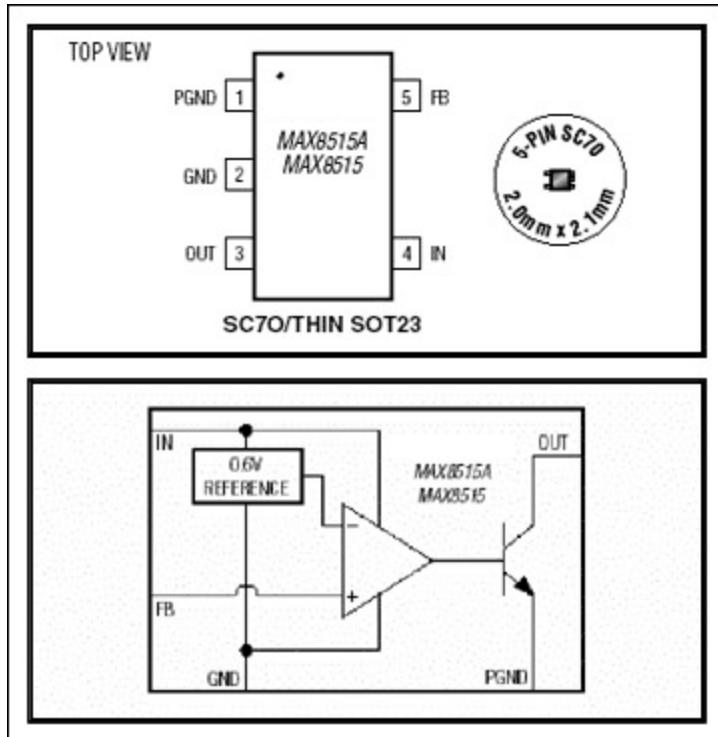 TOP VIEW
PGND 1
5 FB
MAX8515A
MAX8515
GND 2
OUT 3
4 IN
SC70/THIN SOT23
5-PIN SC70
2.0mm x 2.1mm
IN
OUT
0.6V
REFERENCE
MAX8515A
MAX8515
−
+
FB
GND
PGND